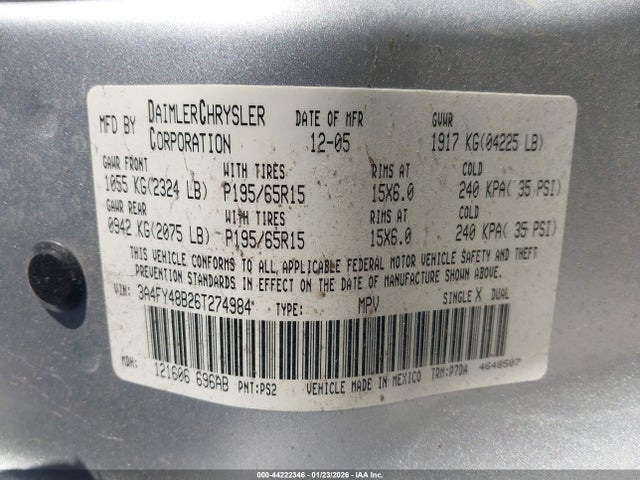 MFD BY DAIMLERCHRYSLER CORPORATION DATE OF MFR 12-05 GVWR 1917 KG(04225 LB)
GAWR FRONT WITH TIRES RIMS AT COLD
1055 KG(2324 LB) P195/65R15 15X6.0 240 KPA( 35 PSI)
GAWR REAR WITH TIRES RIMS AT COLD
0942 KG(2075 LB) P195/65R15 15X6.0 240 KPA( 35 PSI)
THIS VEHICLE CONFORMS TO ALL APPLICABLE FEDERAL MOTOR VEHICLE SAFETY AND THEFT
PREVENTION STANDARDS IN EFFECT ON THE DATE OF MANUFACTURE SHOWN ABOVE.
VIN: 3A4FY48B26T274984 TYPE: MPV SINGLE X DUAL
MDH: 121606 696AB PNT:PS2 VEHICLE MADE IN MEXICO TRM:P7DA 4648507
000-44222346 - 01/23/2026 - IAA Inc.